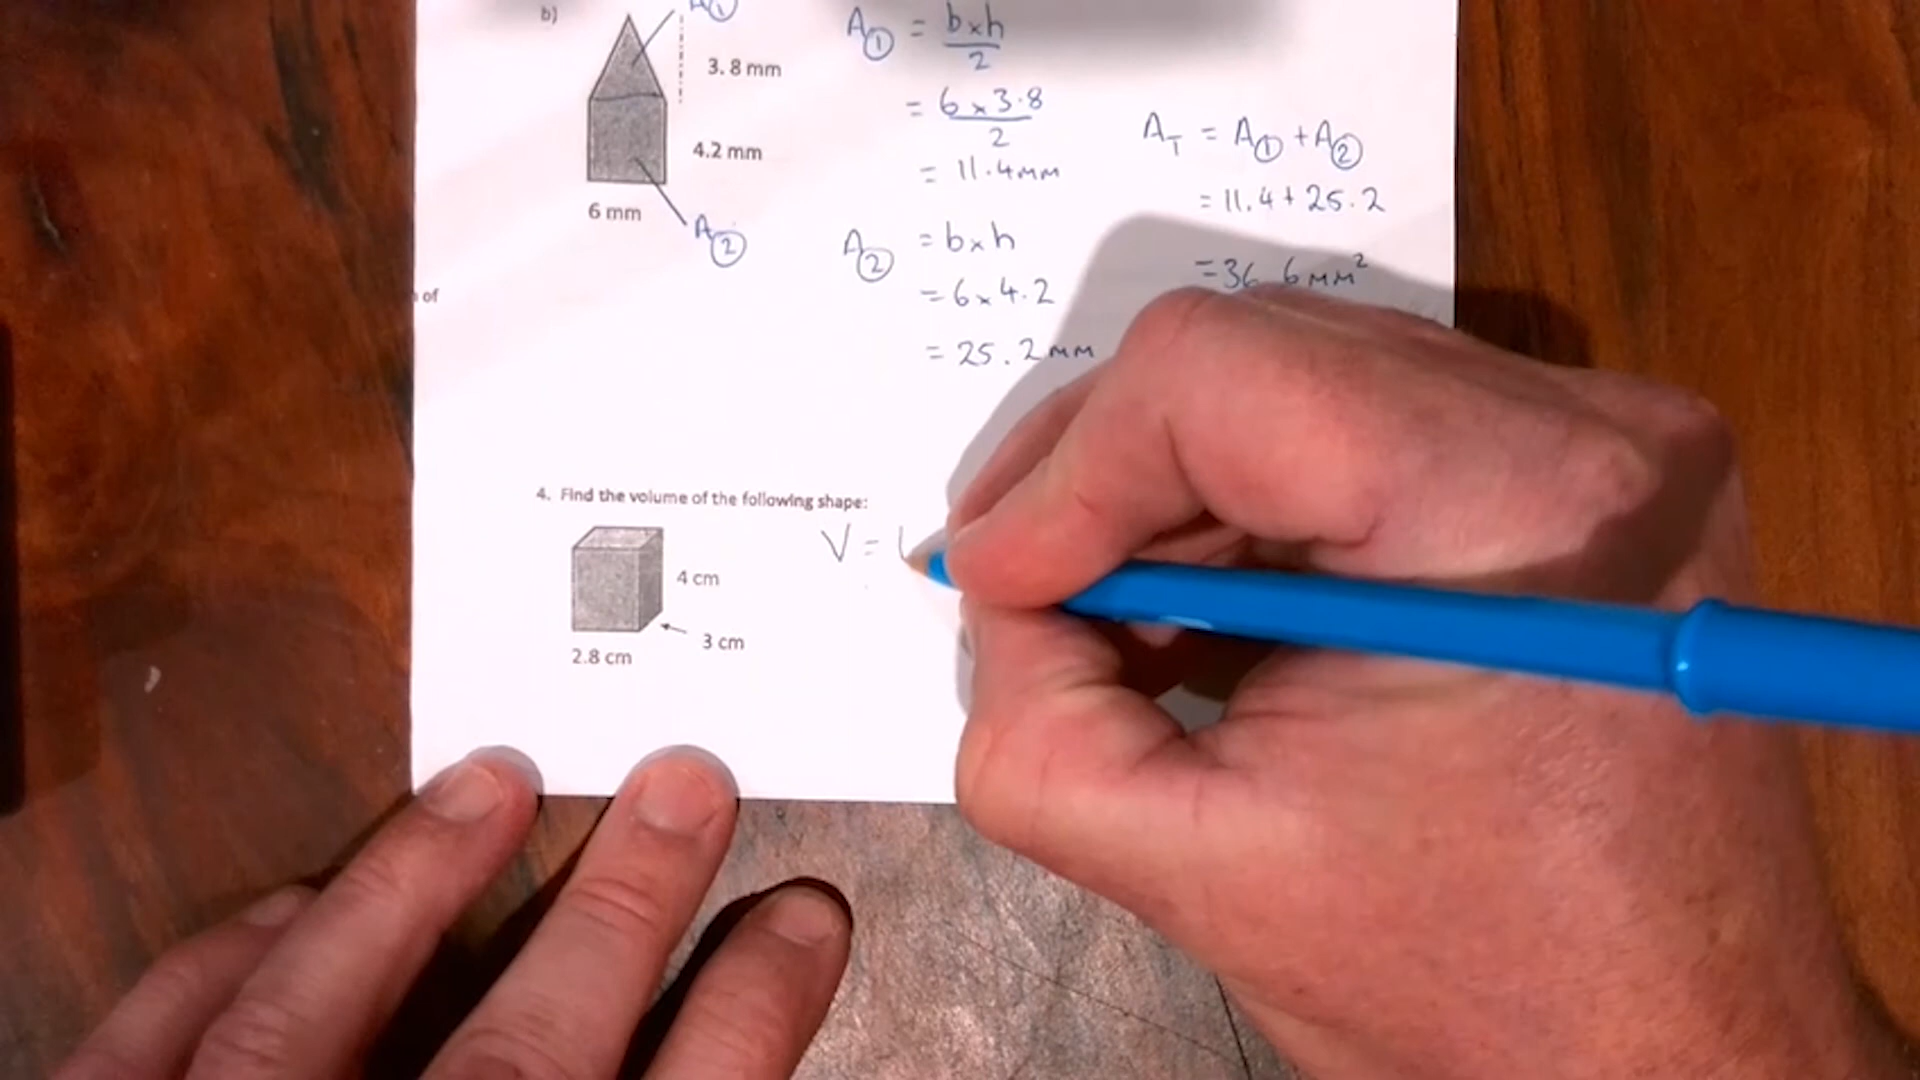 b)
A①
3.8 mm
4.2 mm
6 mm
A②
of
A① = b×h
2
= 6×3.8
2
= 11.4mm
A② = b×h
= 6×4.2
= 25.2mm
A_T = A① + A②
= 11.4 + 25.2
= 36.6mm²
4. Find the volume of the following shape:
4 cm
3 cm
2.8 cm
V =